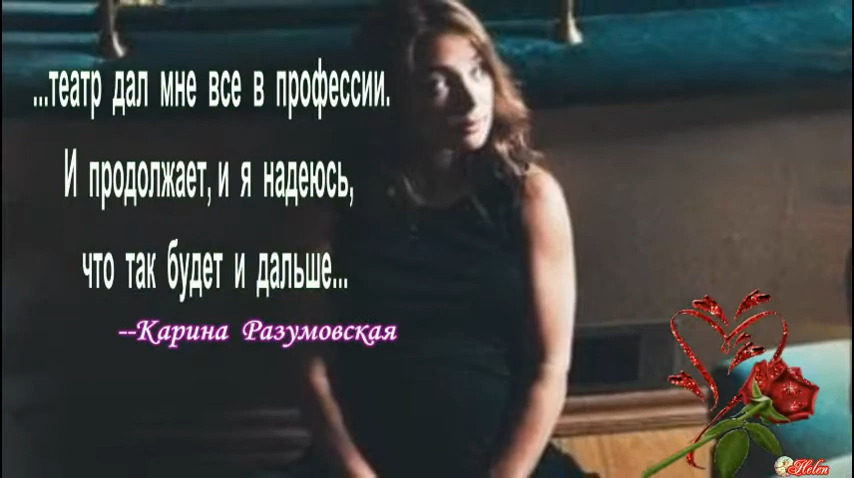 ...театр дал мне все в профессии.
И продолжает, и я надеюсь,
что так будет и дальше...
--Карина Разумовская
Helen